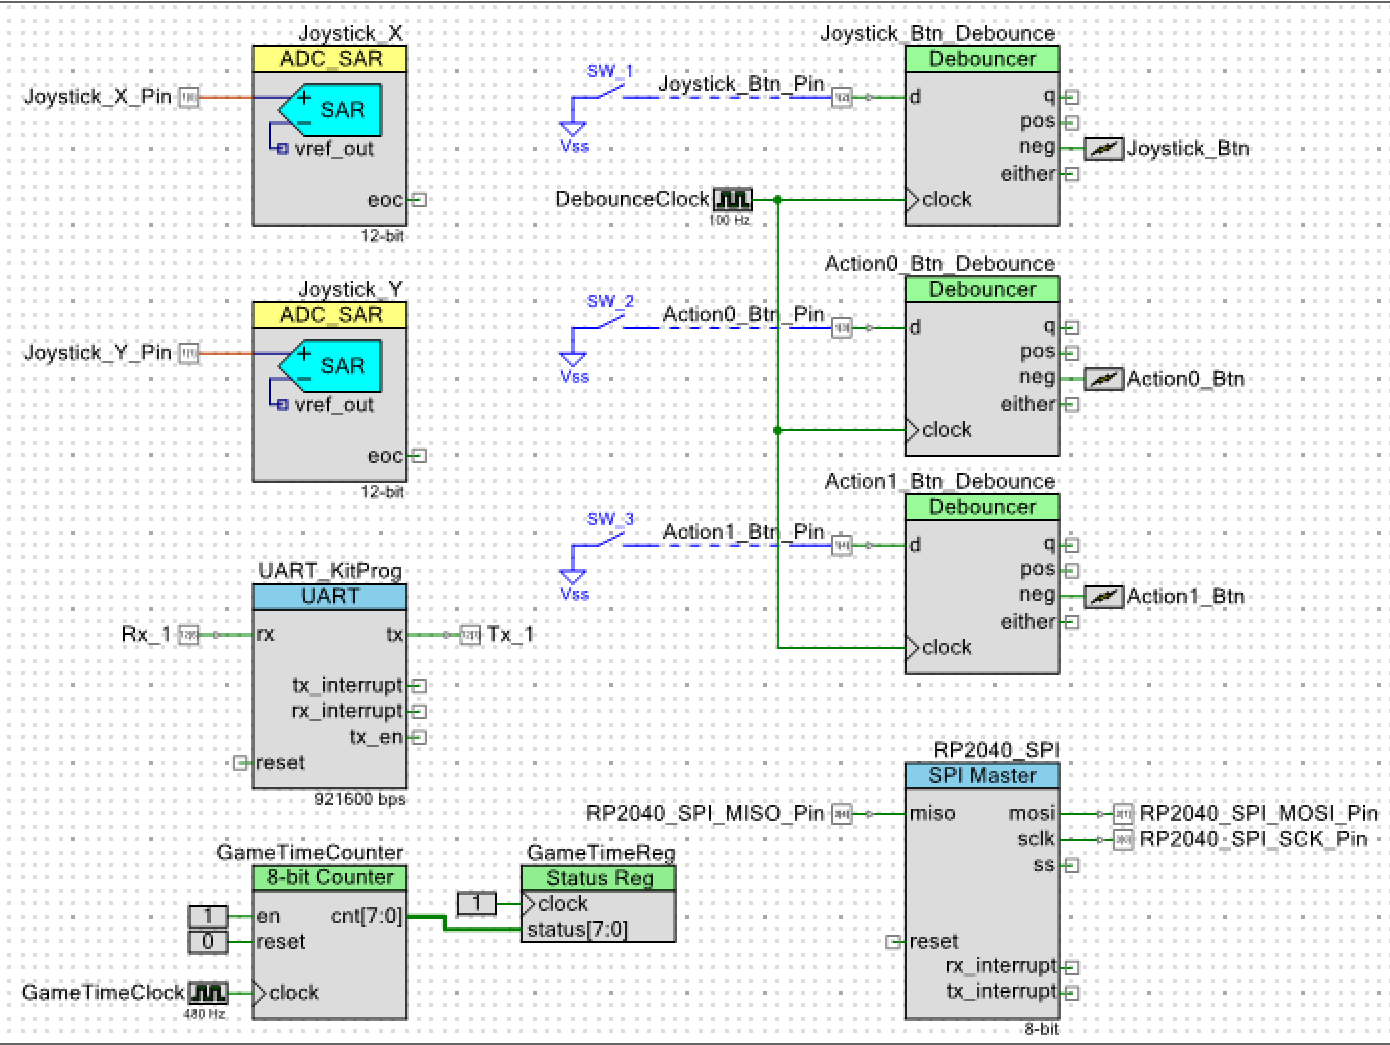 Joystick_X
ADC_SAR
Joystick_X_Pin
SAR
vref_out
eoc
12-bit
Joystick_Y
ADC_SAR
Joystick_Y_Pin
SAR
vref_out
eoc
12-bit
UART_KitProg
UART
Rx_1
rx
tx
Tx_1
tx_interrupt
rx_interrupt
tx_en
reset
921600 bps
GameTimeCounter
8-bit Counter
1
en
cnt[7:0]
0
reset
GameTimeClock
clock
480 Hz
GameTimeReg
Status Reg
1
clock
status[7:0]
Joystick_Btn_Debounce
Debouncer
SW_1
Joystick_Btn_Pin
Vss
d
q
pos
neg
Joystick_Btn
either
DebounceClock
100 Hz
clock
Action0_Btn_Debounce
Debouncer
SW_2
Action0_Btn_Pin
Vss
d
q
pos
neg
Action0_Btn
either
clock
Action1_Btn_Debounce
Debouncer
SW_3
Action1_Btn_Pin
Vss
d
q
pos
neg
Action1_Btn
either
clock
RP2040_SPI
SPI Master
RP2040_SPI_MISO_Pin
miso
mosi
RP2040_SPI_MOSI_Pin
sclk
RP2040_SPI_SCK_Pin
ss
reset
rx_interrupt
tx_interrupt
8-bit